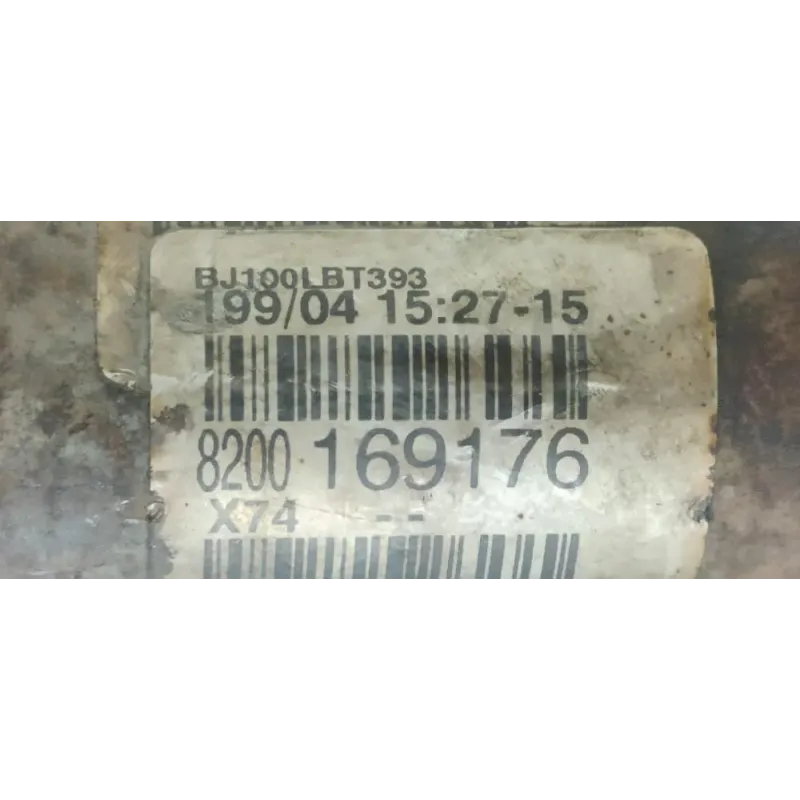 BJ100LBT393
199/04 15:27-15
8200 169176
X74 - -